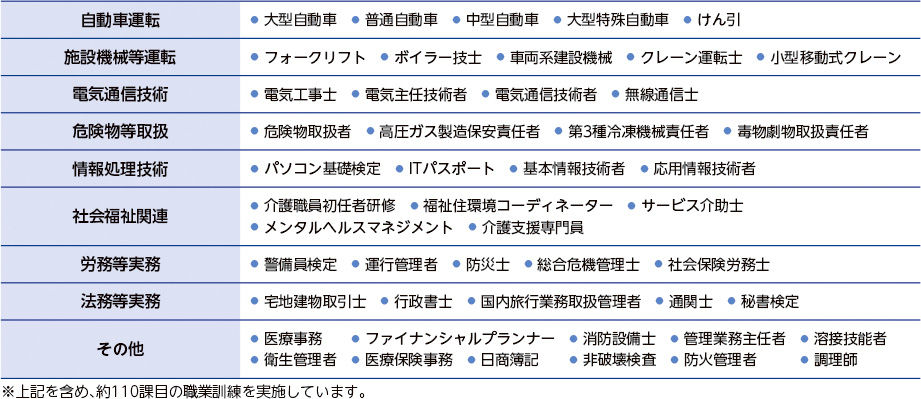 自動車運転 ●大型自動車 ●普通自動車 ●中型自動車 ●大型特殊自動車 ●けん引
施設機械等運転 ●フォークリフト ●ボイラー技士 ●車両系建設機械 ●クレーン運転士 ●小型移動式クレーン
電気通信技術 ●電気工事士 ●電気主任技術者 ●電気通信技術者 ●無線通信士
危険物等取扱 ●危険物取扱者 ●高圧ガス製造保安責任者 ●第3種冷凍機械責任者 ●毒物劇物取扱責任者
情報処理技術 ●パソコン基礎検定 ●ITパスポート ●基本情報技術者 ●応用情報技術者
社会福祉関連 ●介護職員初任者研修 ●福祉住環境コーディネーター ●サービス介助士
●メンタルヘルスマネジメント ●介護支援専門員
労務等実務 ●警備員検定 ●運行管理者 ●防災士 ●総合危機管理士 ●社会保険労務士
法務等実務 ●宅地建物取引士 ●行政書士 ●国内旅行業務取扱管理者 ●通関士 ●秘書検定
その他 ●医療事務 ●ファイナンシャルプランナー ●消防設備士 ●管理業務主任者 ●溶接技能者
●衛生管理者 ●医療保険事務 ●日商簿記 ●非破壊検査 ●防火管理者 ●調理師
※上記を含め、約110課目の職業訓練を実施しています。